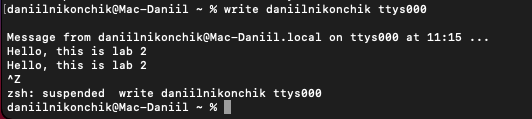 [daniilnikonchik@Mac-Daniil ~ % write daniilnikonchik ttys000
Message from daniilnikonchik@Mac-Daniil.local on ttys000 at 11:15 ...
Hello, this is lab 2
Hello, this is lab 2
^Z
zsh: suspended  write daniilnikonchik ttys000
daniilnikonchik@Mac-Daniil ~ %